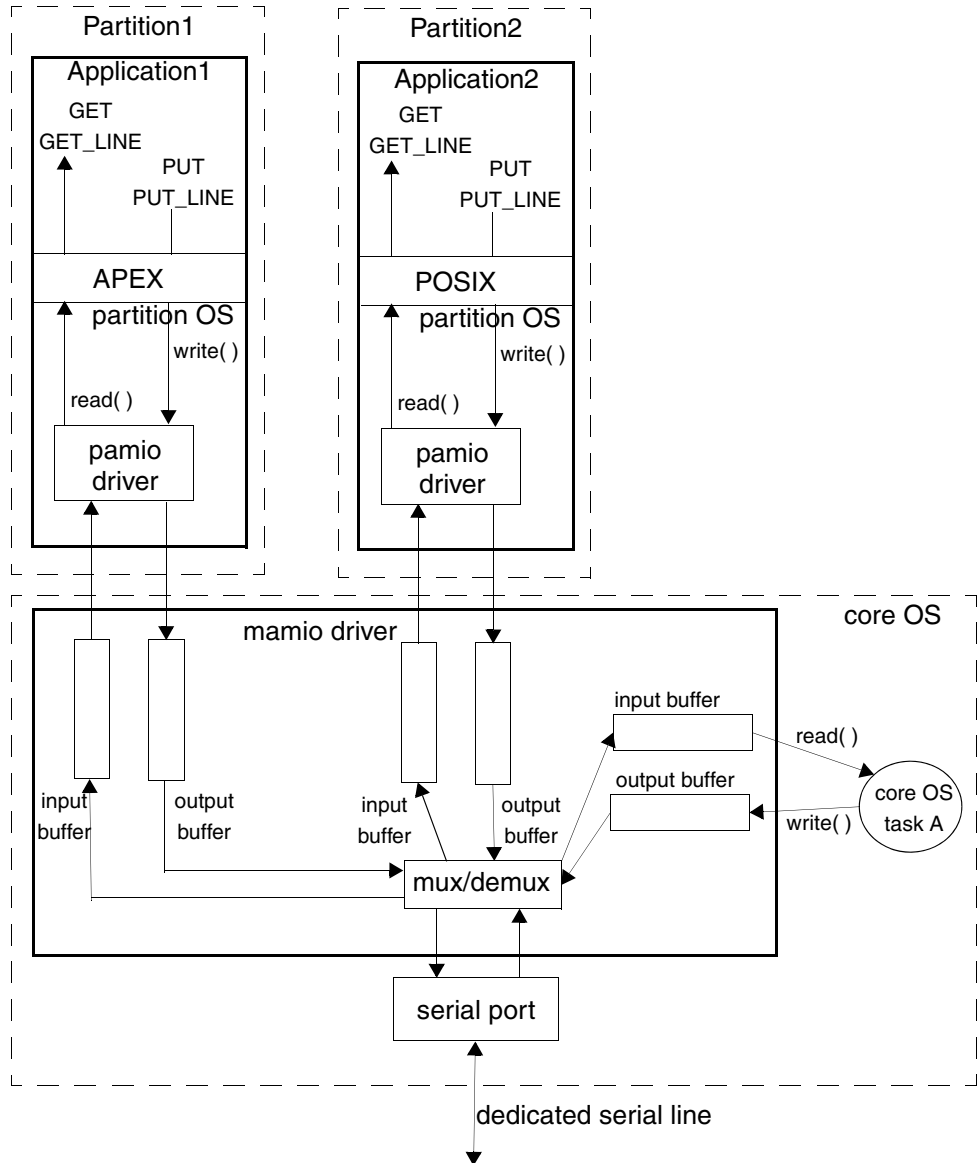 Partition1
Application1
GET
GET_LINE
PUT
PUT_LINE
APEX
partition OS
write( )
read( )
pamio
driver
Partition2
Application2
GET
GET_LINE
PUT
PUT_LINE
POSIX
partition OS
write( )
read( )
pamio
driver
core OS
mamio driver
input
buffer
output
buffer
input
buffer
output
buffer
input buffer
read( )
output buffer
write( )
core OS
task A
mux/demux
serial port
dedicated serial line